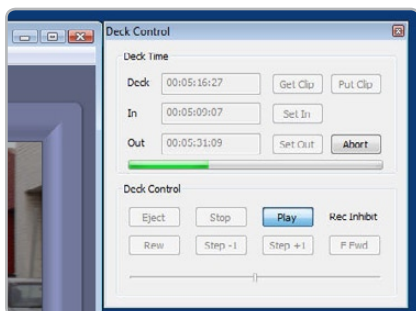 Deck Control
Deck Time
Deck 00:05:16:27 Get Clip Put Clip
In 00:05:09:07 Set In
Out 00:05:31:09 Set Out Abort
Deck Control
Eject Stop Play Rec Inhibit
Rew Step -1 Step +1 F Fwd